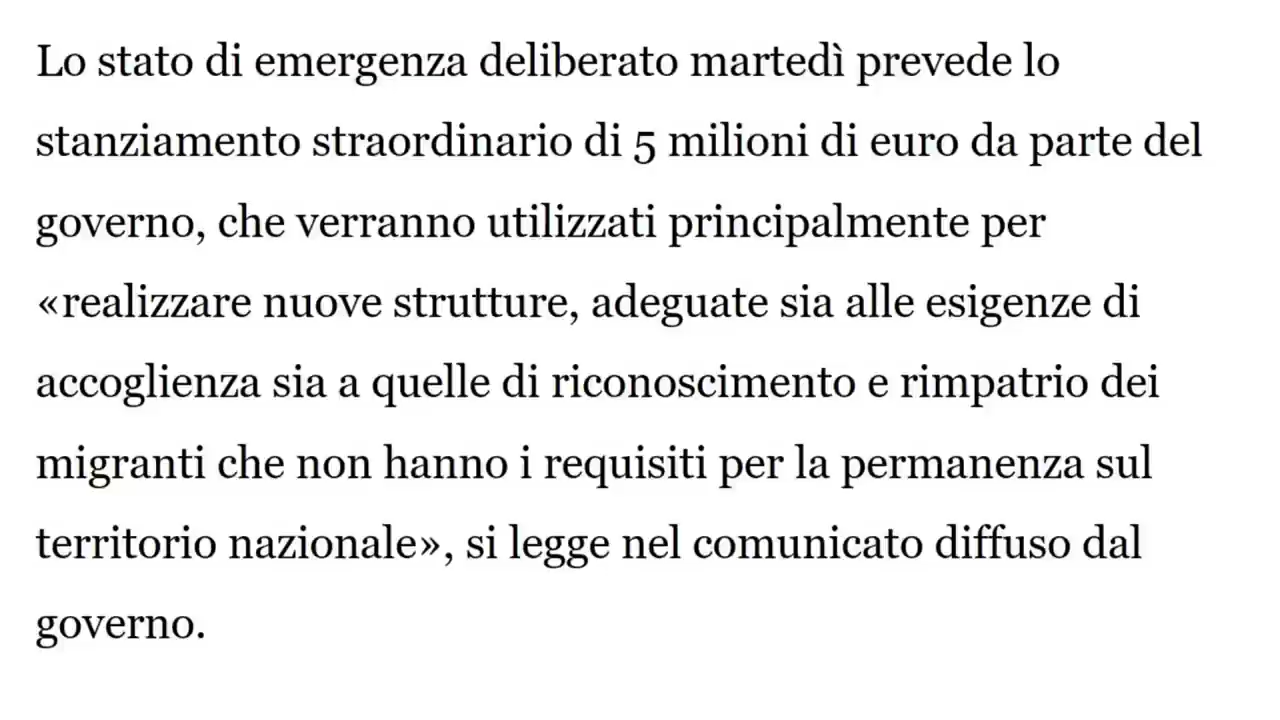 Lo stato di emergenza deliberato martedì prevede lo
stanziamento straordinario di 5 milioni di euro da parte del
governo, che verranno utilizzati principalmente per
«realizzare nuove strutture, adeguate sia alle esigenze di
accoglienza sia a quelle di riconoscimento e rimpatrio dei
migranti che non hanno i requisiti per la permanenza sul
territorio nazionale», si legge nel comunicato diffuso dal
governo.